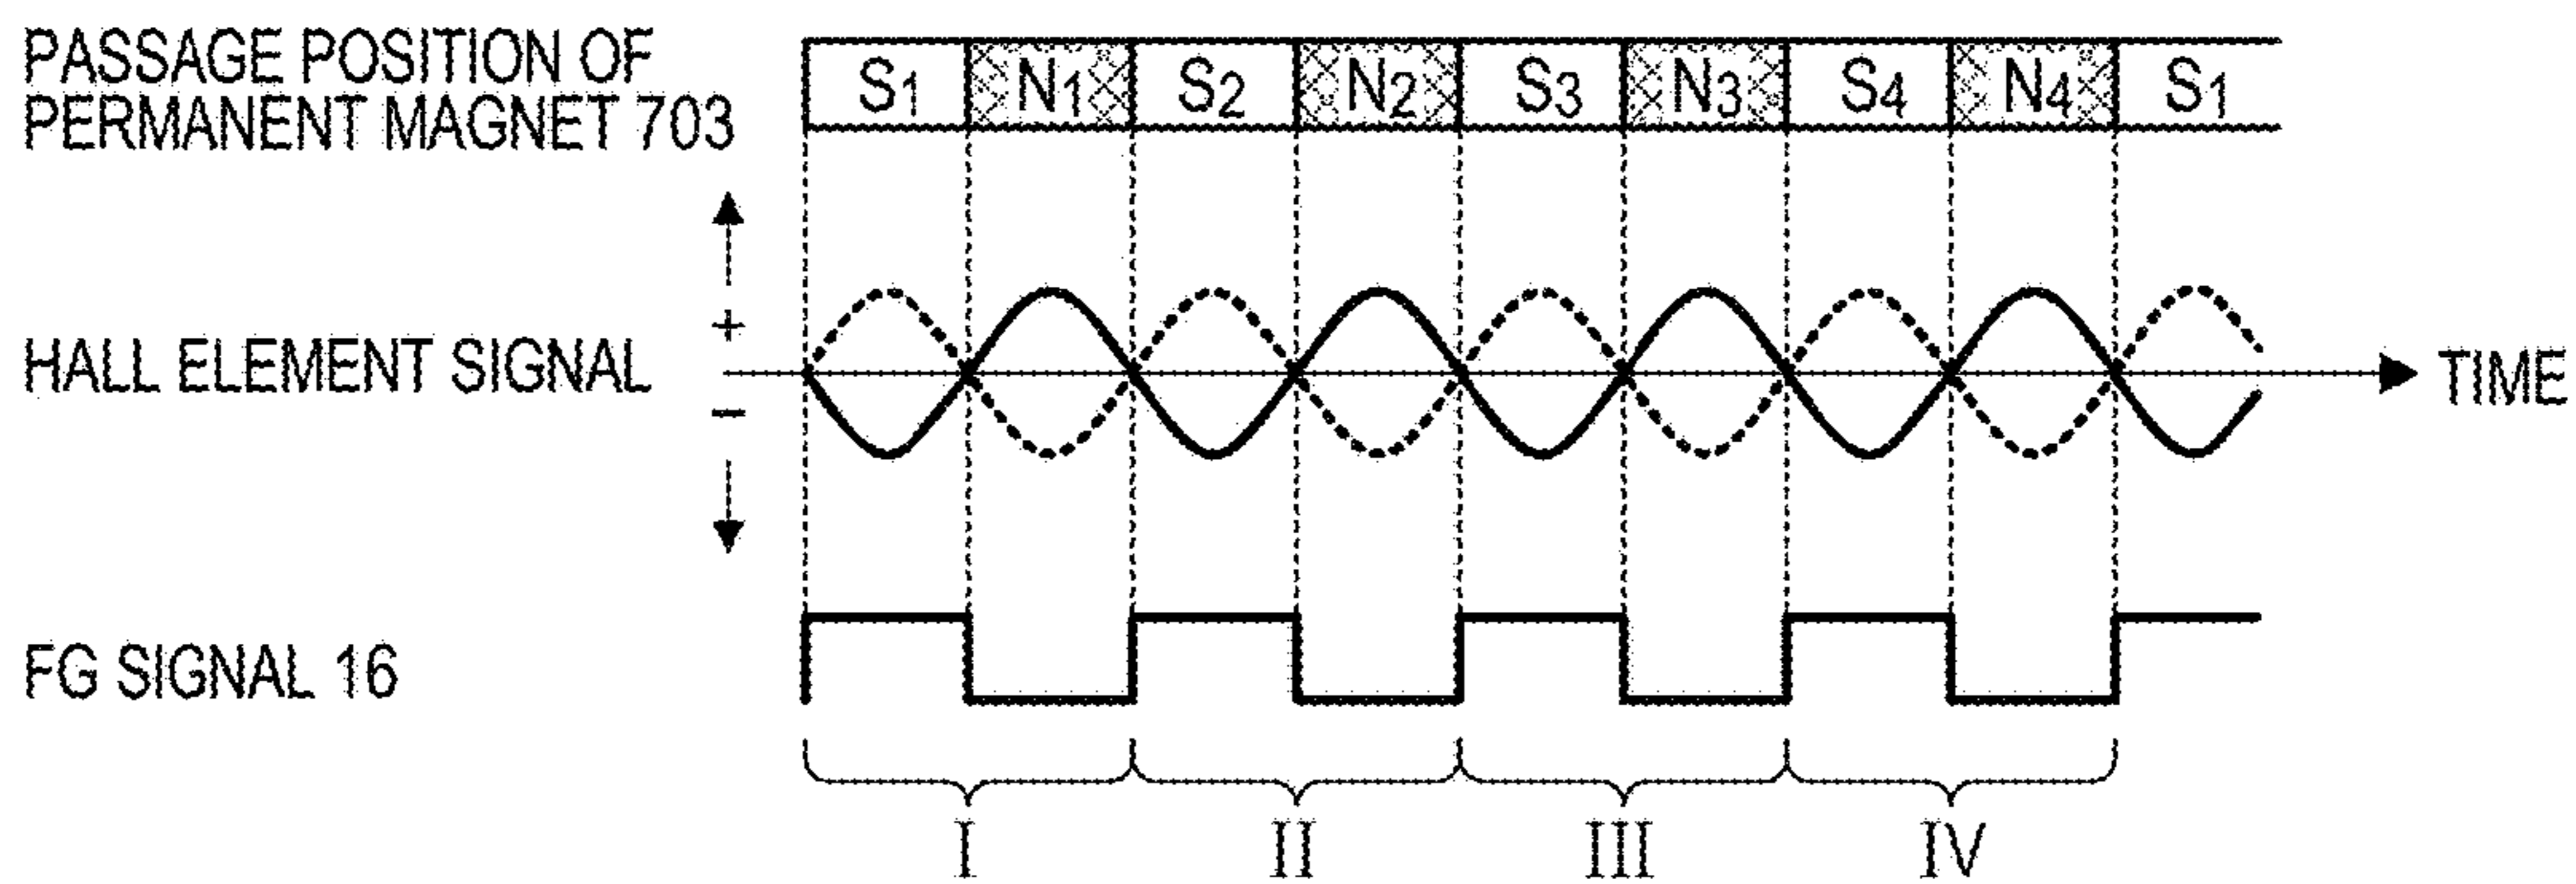 PASSAGE POSITION OF
PERMANENT MAGNET 703
S1 N1 S2 N2 S3 N3 S4 N4 S1
+
HALL ELEMENT SIGNAL
TIME
−
FG SIGNAL 16
I II III IV